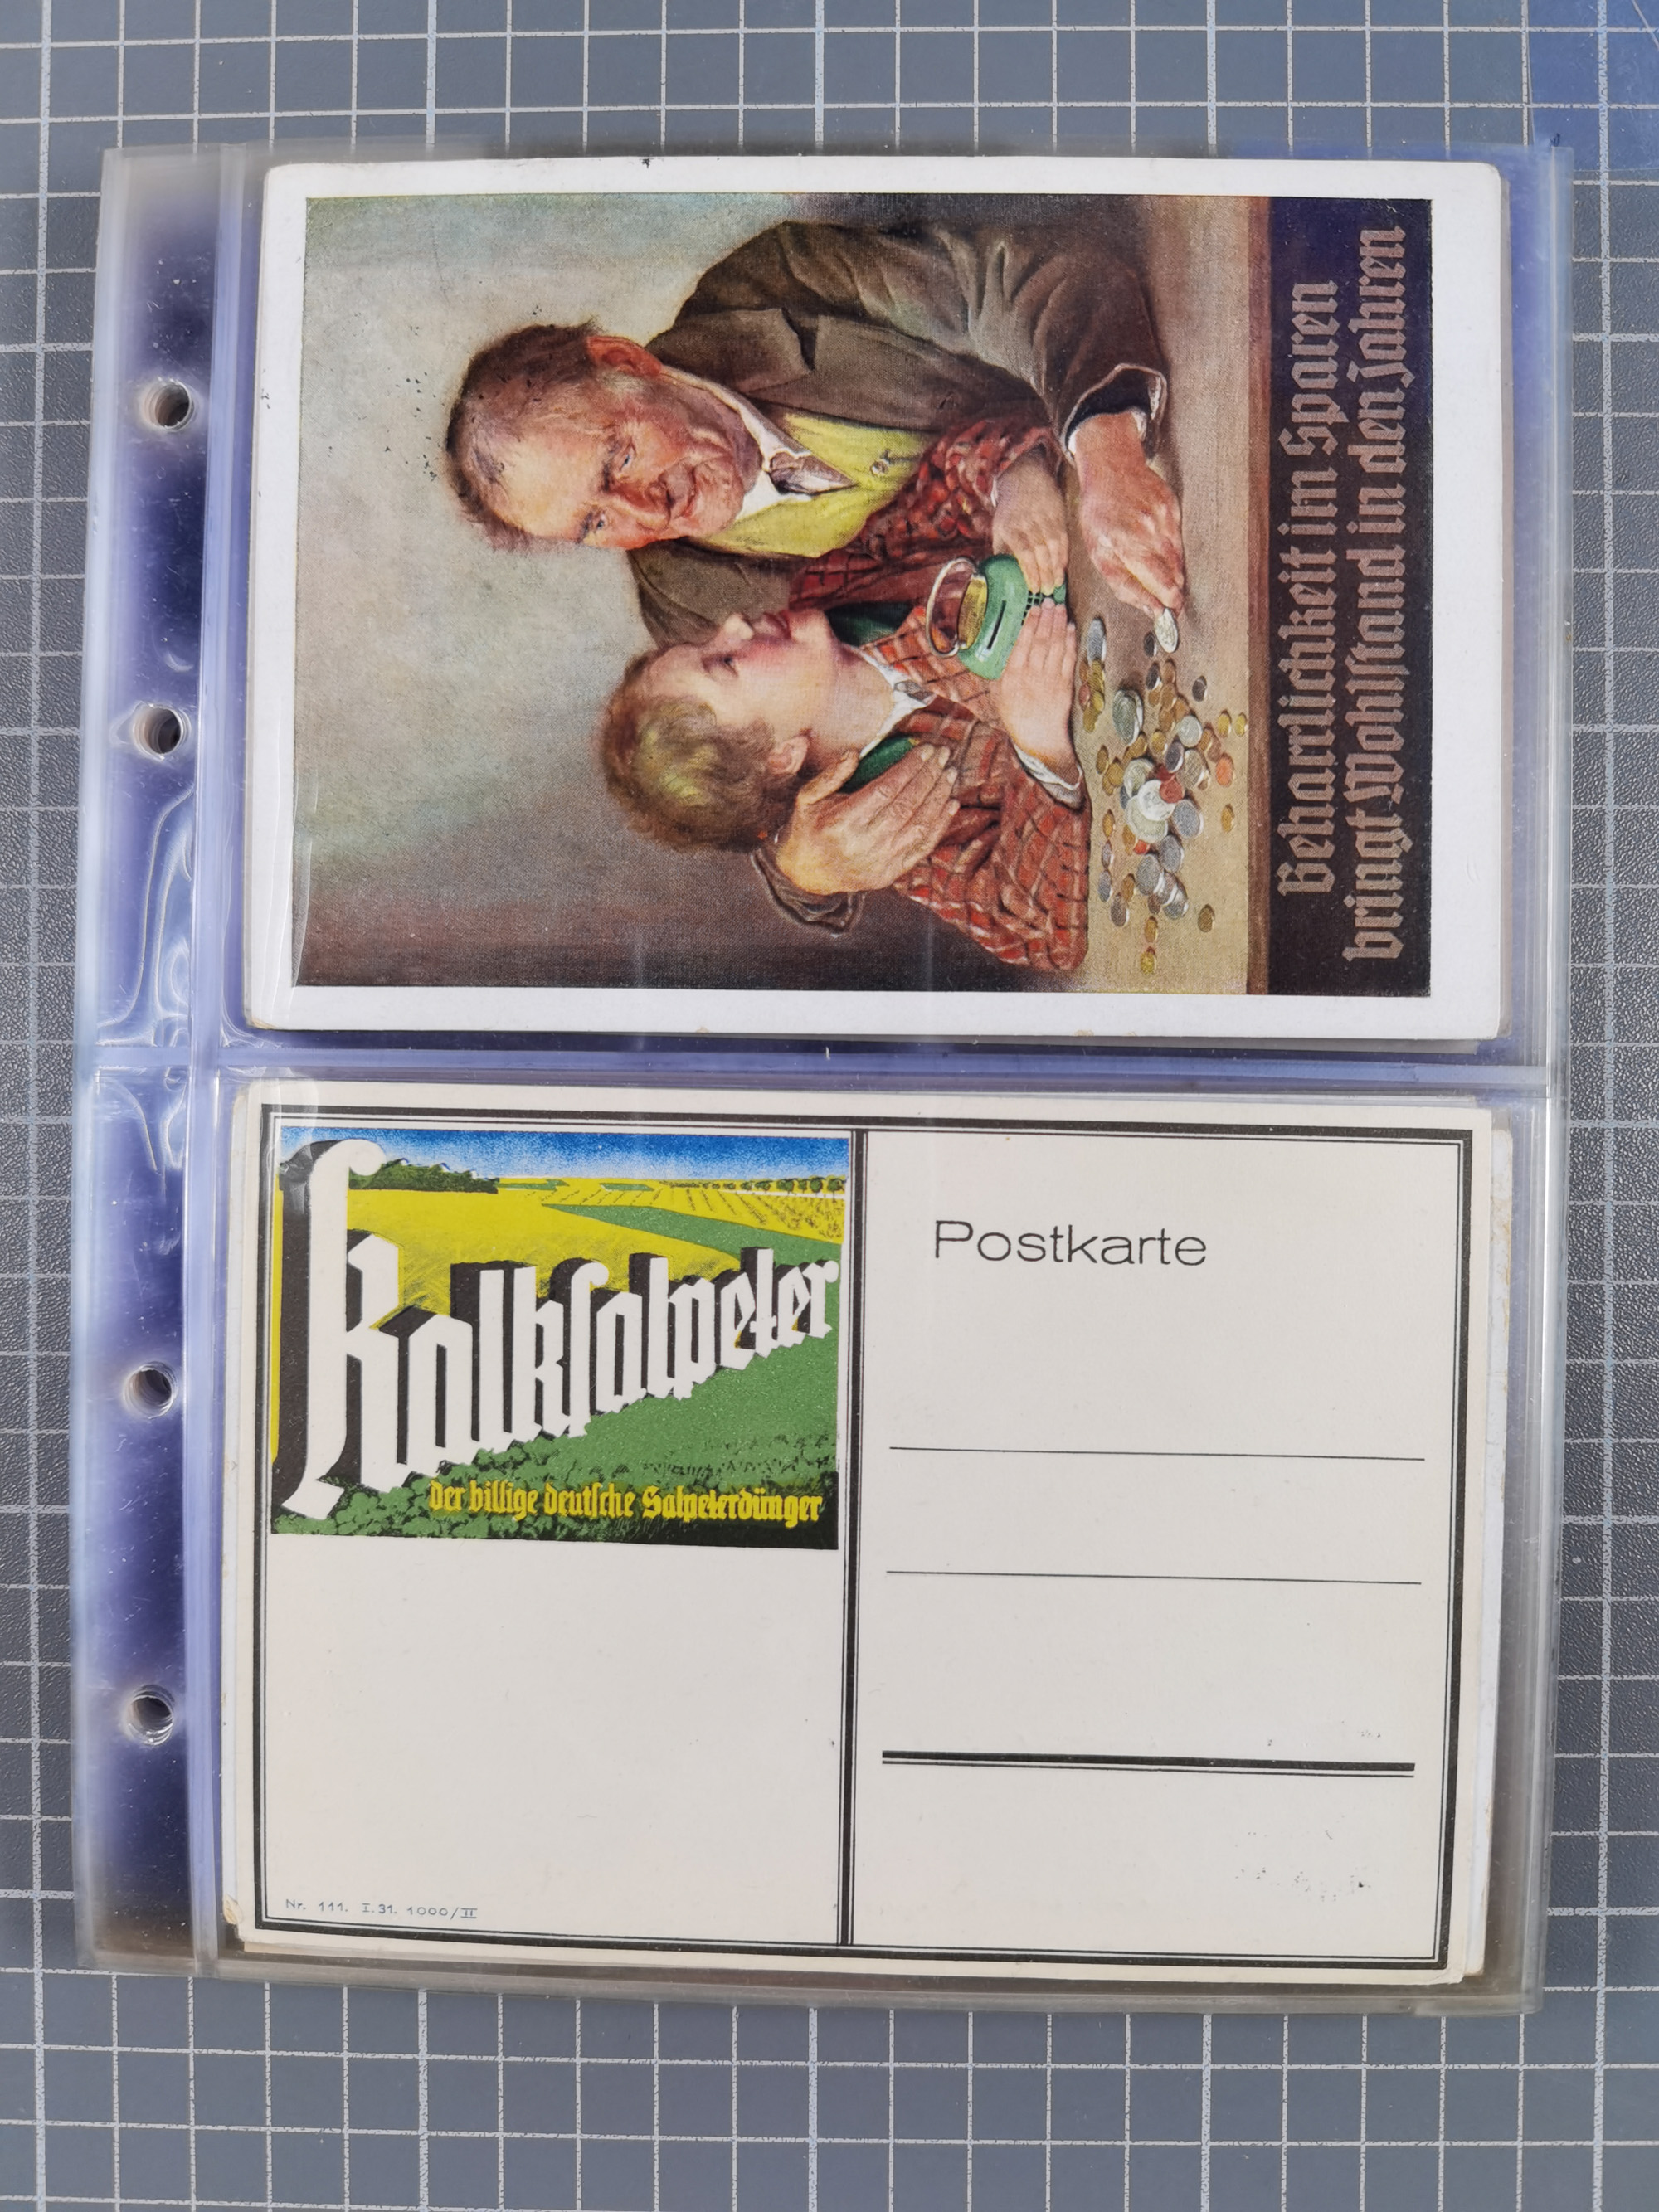 Beharrlichkeit im Sparen
bringt Wohlstand in den Jahren
Kalkſalpeter
der billige deutſche Salpeterdünger
Postkarte
Nr. 111. I. 31. 1000/II